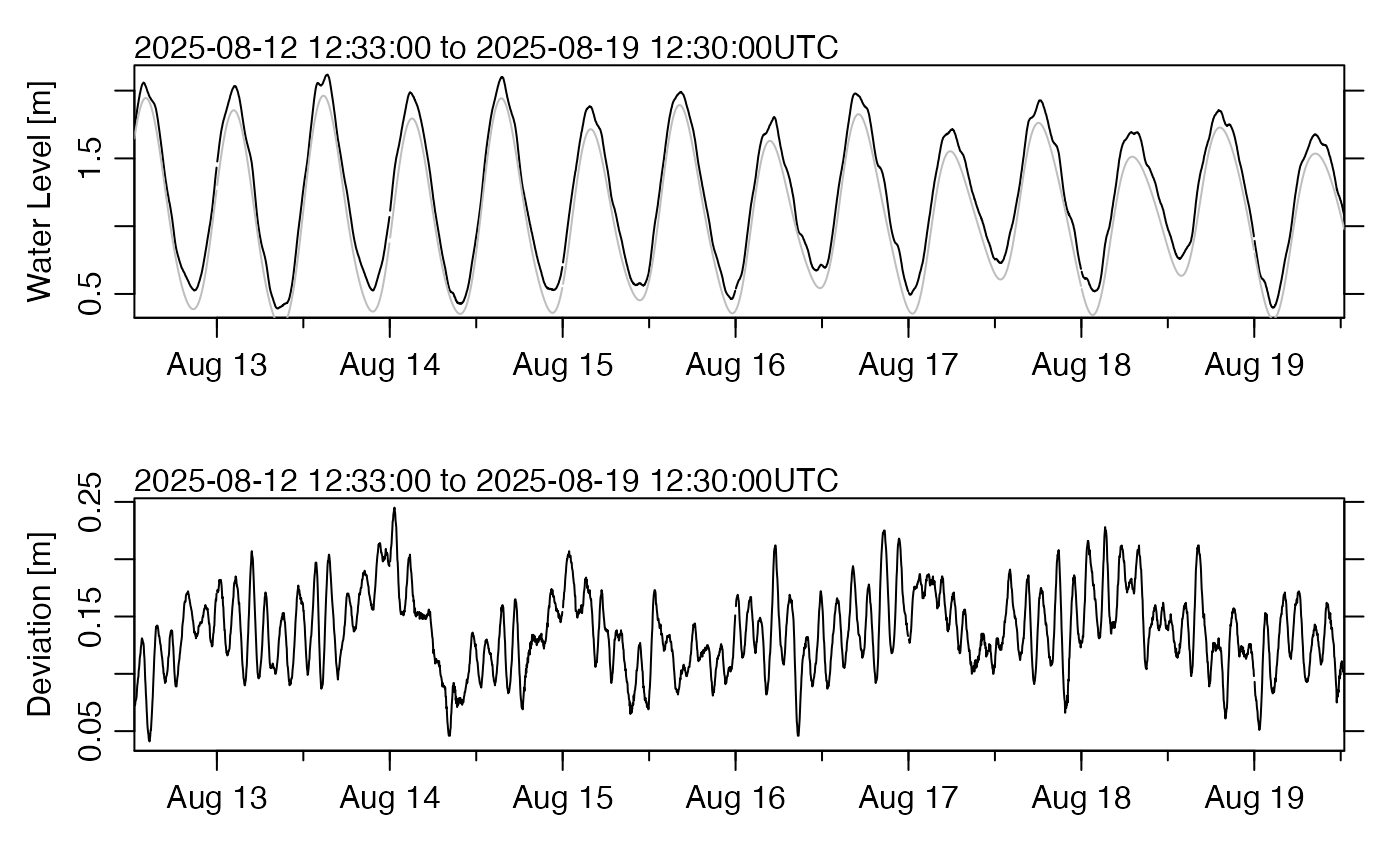 2025-08-12 12:33:00 to 2025-08-19 12:30:00UTC
Water Level [m]
1.5
0.5
Aug 13 Aug 14 Aug 15 Aug 16 Aug 17 Aug 18 Aug 19
2025-08-12 12:33:00 to 2025-08-19 12:30:00UTC
Deviation [m]
0.25
0.15
0.05
Aug 13 Aug 14 Aug 15 Aug 16 Aug 17 Aug 18 Aug 19